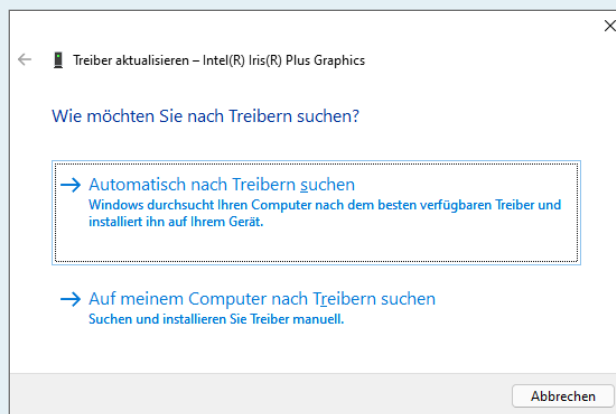 Treiber aktualisieren – Intel(R) Iris(R) Plus Graphics
Wie möchten Sie nach Treibern suchen?
Automatisch nach Treibern suchen
Windows durchsucht Ihren Computer nach dem besten verfügbaren Treiber und
installiert ihn auf Ihrem Gerät.
Auf meinem Computer nach Treibern suchen
Suchen und installieren Sie Treiber manuell.
Abbrechen